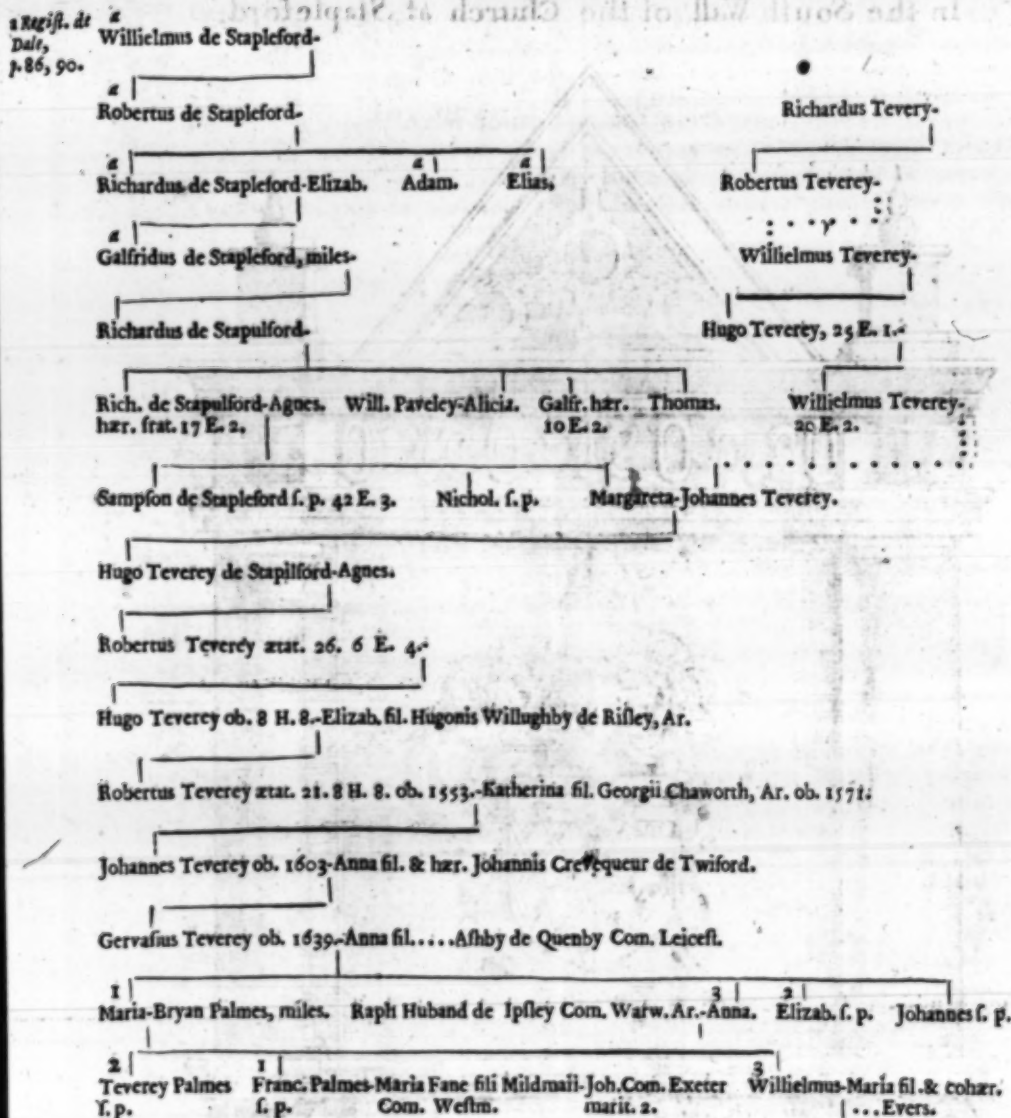 In the South Wall of the Church at Stapleford.
a Regiſt. de
Dale,
p. 86, 90.
a
Willielmus de Stapleford-
a
Robertus de Stapleford-
Richardus Tevery-
a a a
Richardus de Stapleford-Elizab. Adam. Elias.
Robertus Teverey-
a
Galfridus de Stapleford, miles-
Willielmus Teverey-
Richardus de Stapulford-
Hugo Teverey, 25 E. 1.-
Rich. de Stapulford-Agnes. Will. Paveley-Alicia. Galfr. hær. Thomas. Willielmus Teverey-
hær. frat. 17 E. 2. 10 E. 2. 20 E. 2.
Sampſon de Stapleford ſ. p. 42 E. 3. Nichol. ſ. p. Margareta-Johannes Teverey.
Hugo Teverey de Stapilford-Agnes.
Robertus Teverey ætat. 26. 6 E. 4.-
Hugo Teverey ob. 8 H. 8.-Elizab. fil. Hugonis Willughby de Riſley, Ar.
Robertus Teverey ætat. 21. 8 H. 8. ob. 1553.-Katherina fil. Georgii Chaworth, Ar. ob. 1571.
Johannes Teverey ob. 1603-Anna fil. & hær. Johannis Crevequeur de Twiford.
Gervaſius Teverey ob. 1639.-Anna fil.....Aſhby de Quenby Com. Leiceſt.
1 3 2
Maria-Bryan Palmes, miles. Raph Huband de Ipſley Com. Warw. Ar.-Anna. Elizab. ſ. p. Johannes ſ. p.
2 1 3
Teverey Palmes Franc. Palmes-Maria Fane fili Mildmaii-Joh. Com. Exeter Willielmus-Maria fil. & cohær.
ſ. p. ſ. p. Com. Weſtm. marit. 2. ...Evers.